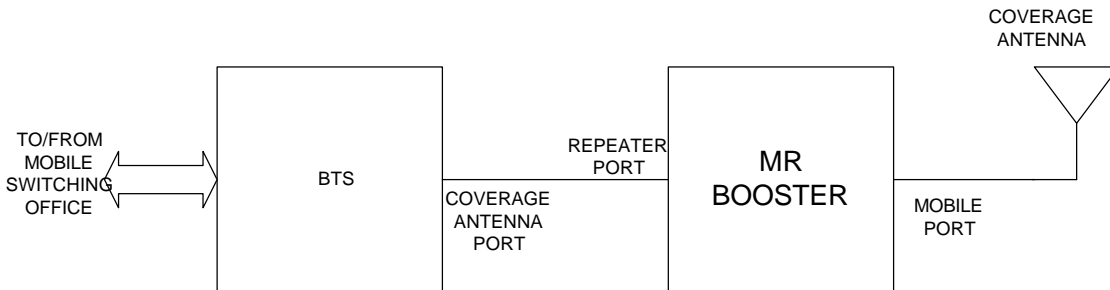 COVERAGE
ANTENNA
TO/FROM
MOBILE
SWITCHING
OFFICE
BTS
COVERAGE
ANTENNA
PORT
REPEATER
PORT
MR
BOOSTER
MOBILE
PORT